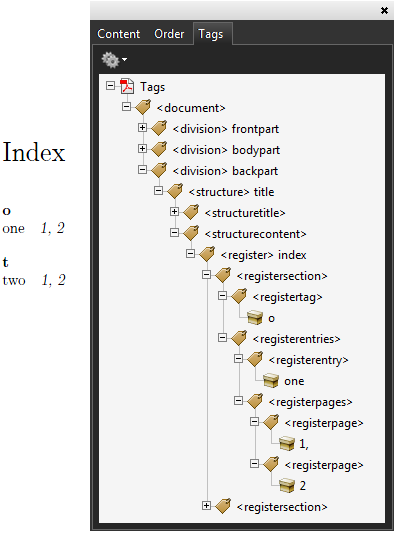 Index
o
one 1, 2
t
two 1, 2
Content Order Tags
Tags
<document>
<division> frontpart
<division> bodypart
<division> backpart
<structure> title
<structuretitle>
<structurecontent>
<register> index
<registersection>
<registertag>
o
<registerentries>
<registerentry>
one
<registerpages>
<registerpage>
1,
<registerpage>
2
<registersection>